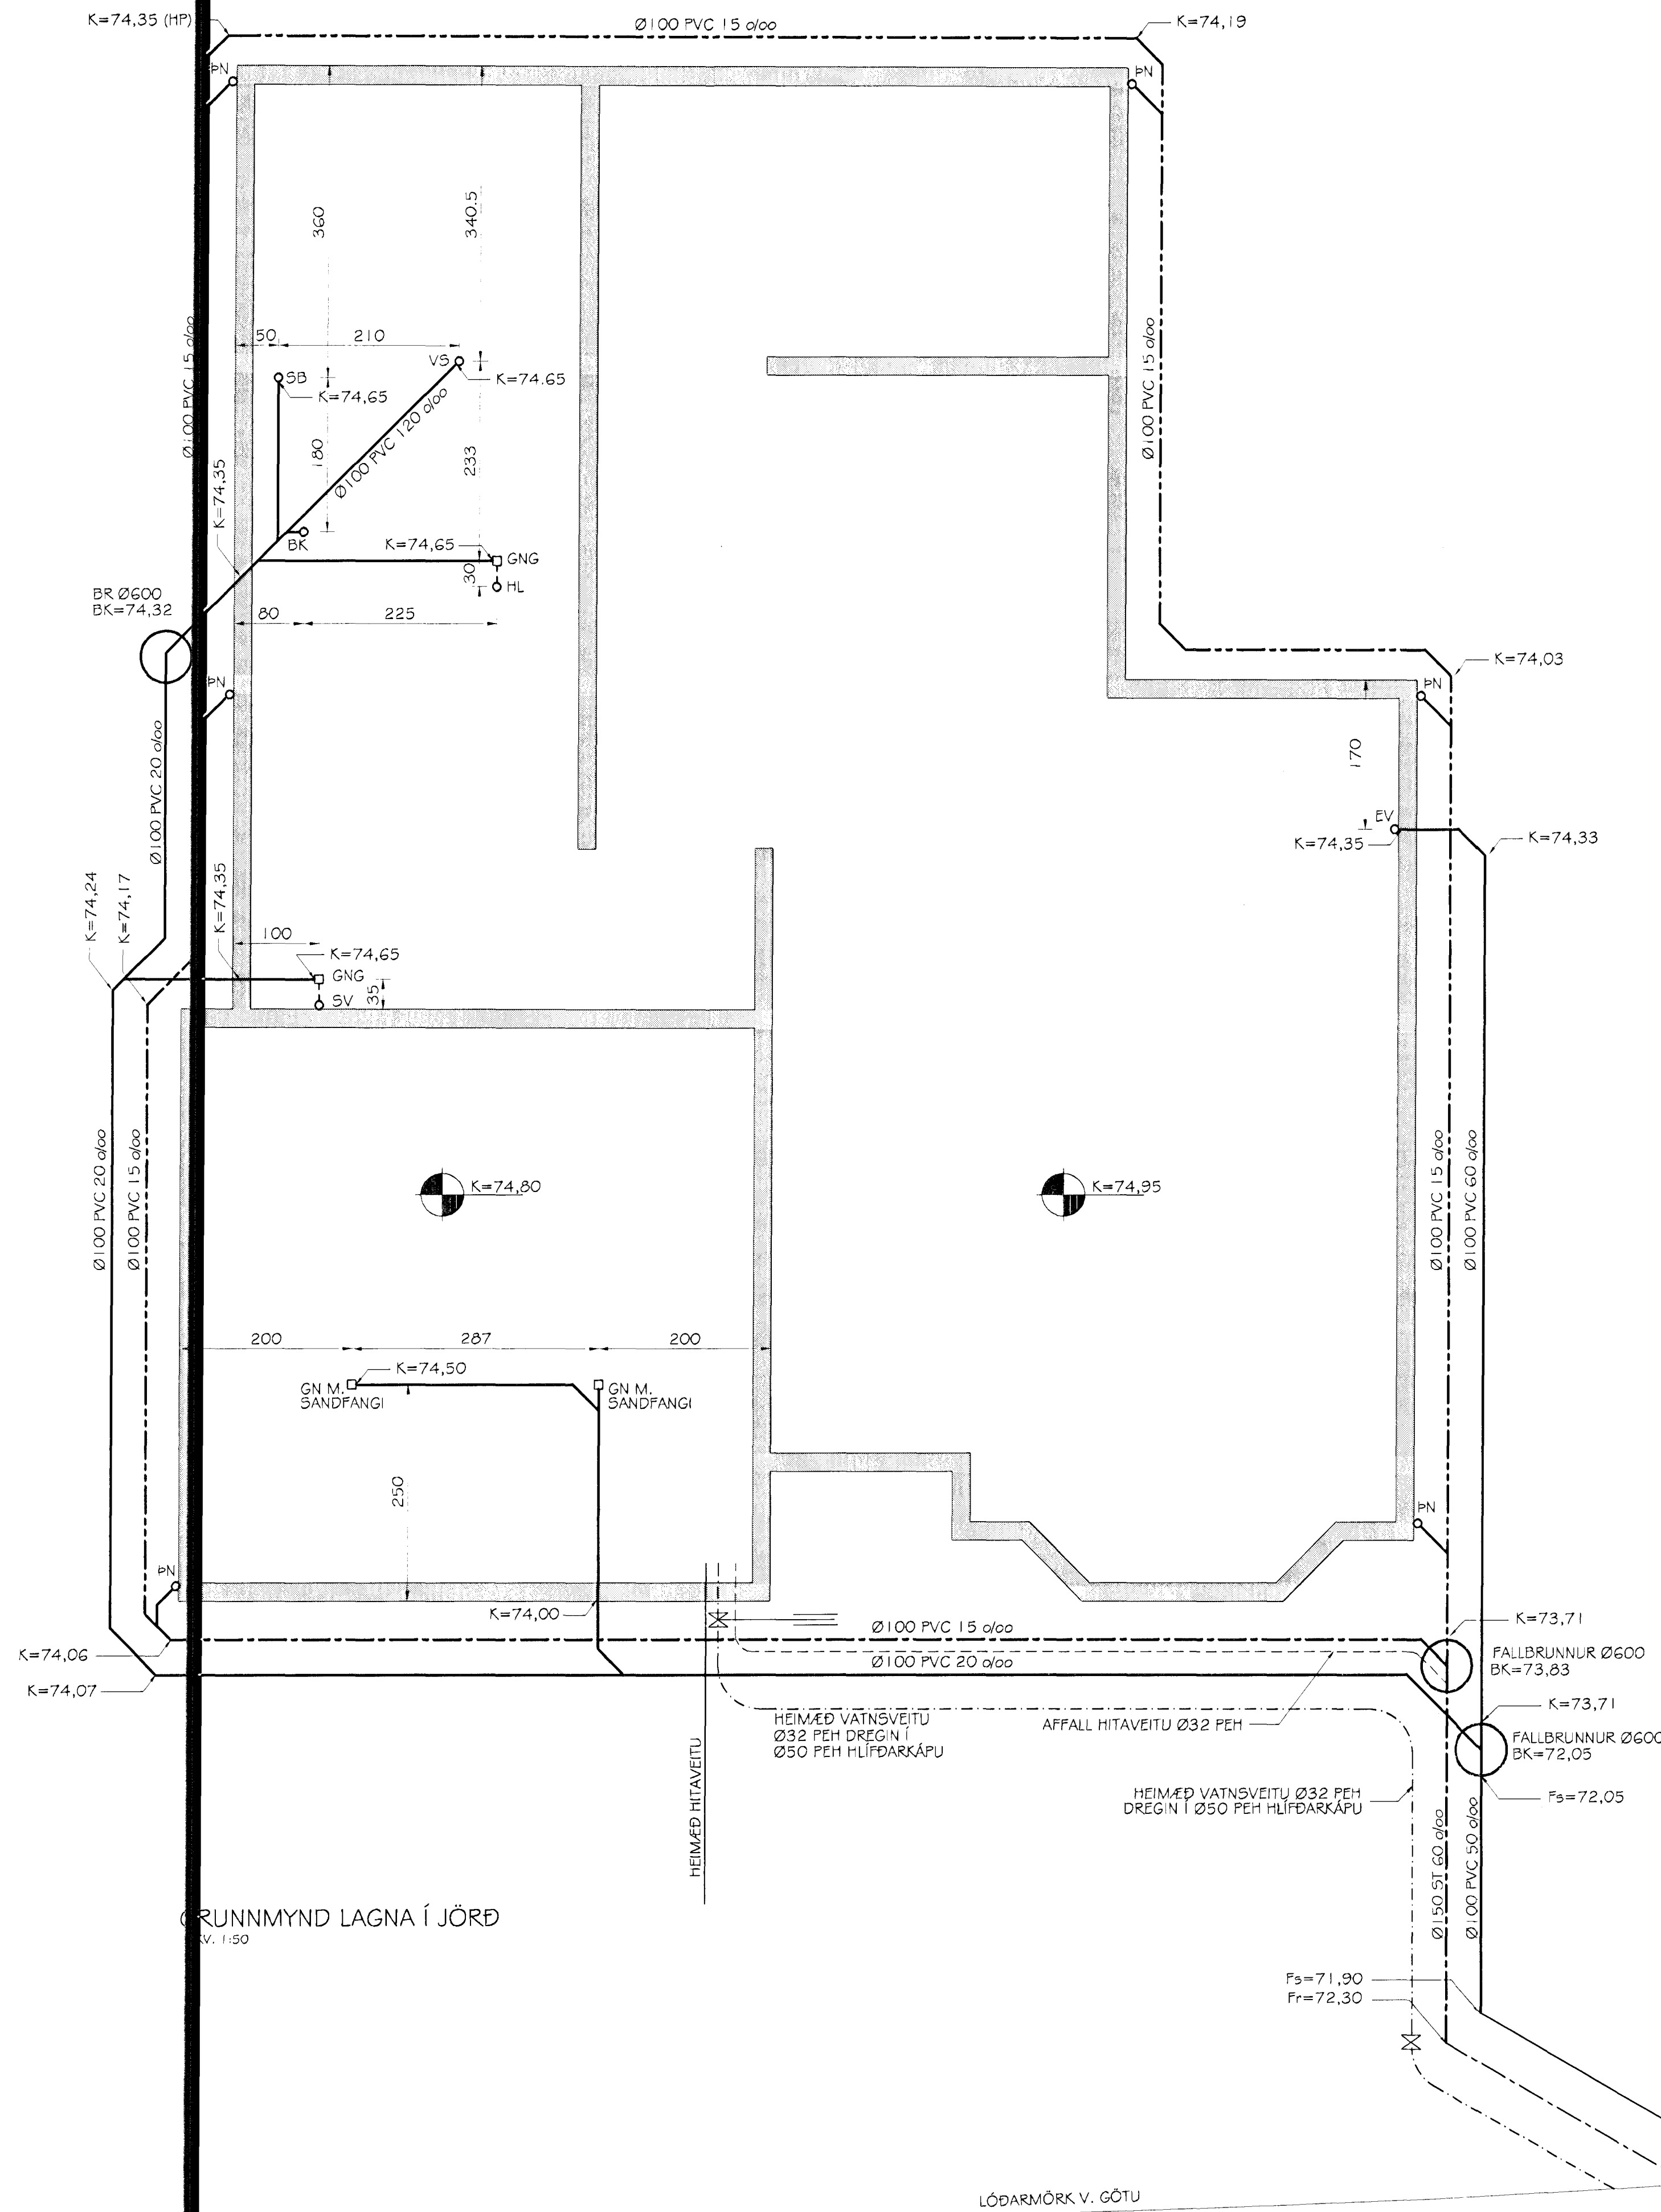 K=74,35 (HP)
Ø100 PVC 15 o/oo
K=74,19
ÞN
ÞN
360
340.5
Ø100 PVC 15 o/oo
Ø100 PVC 15 o/oo
50
210
VS
K=74.65
SB
K=74,65
Ø100 PVC 120 o/oo
180
233
K=74,35
BK
K=74,65
GNG
30
HL
BR Ø600
BK=74,32
80
225
K=74,03
ÞN
ÞN
170
Ø100 PVC 20 o/oo
EV
K=74,35
K=74,33
K=74,24
K=74,17
K=74,35
100
K=74,65
GNG
35
SV
K=74,80
K=74,95
Ø100 PVC 20 o/oo
Ø100 PVC 15 o/oo
Ø100 PVC 15 o/oo
Ø100 PVC 60 o/oo
200
287
200
K=74,50
GN M.
SANDFANGI
GN M.
SANDFANGI
250
ÞN
ÞN
K=74,00
K=74,06
K=74,07
Ø100 PVC 15 o/oo
Ø100 PVC 20 o/oo
K=73,71
FALLBRUNNUR Ø600
BK=73,83
K=73,71
FALLBRUNNUR Ø600
BK=72,05
Fs=72,05
HEIMÆÐ HITAVEITU
HEIMÆÐ VATNSVEITU
Ø32 PEH DREGIN Í
Ø50 PEH HLÍFÐARKÁPU
AFFALL HITAVEITU Ø32 PEH
HEIMÆÐ VATNSVEITU Ø32 PEH
DREGIN Í Ø50 PEH HLÍFÐARKÁPU
Ø150 ST 60 o/oo
Ø100 PVC 50 o/oo
GRUNNMYND LAGNA Í JÖRÐ
KV. 1:50
Fs=71,90
Fr=72,30
LÓÐARMÖRK V. GÖTU